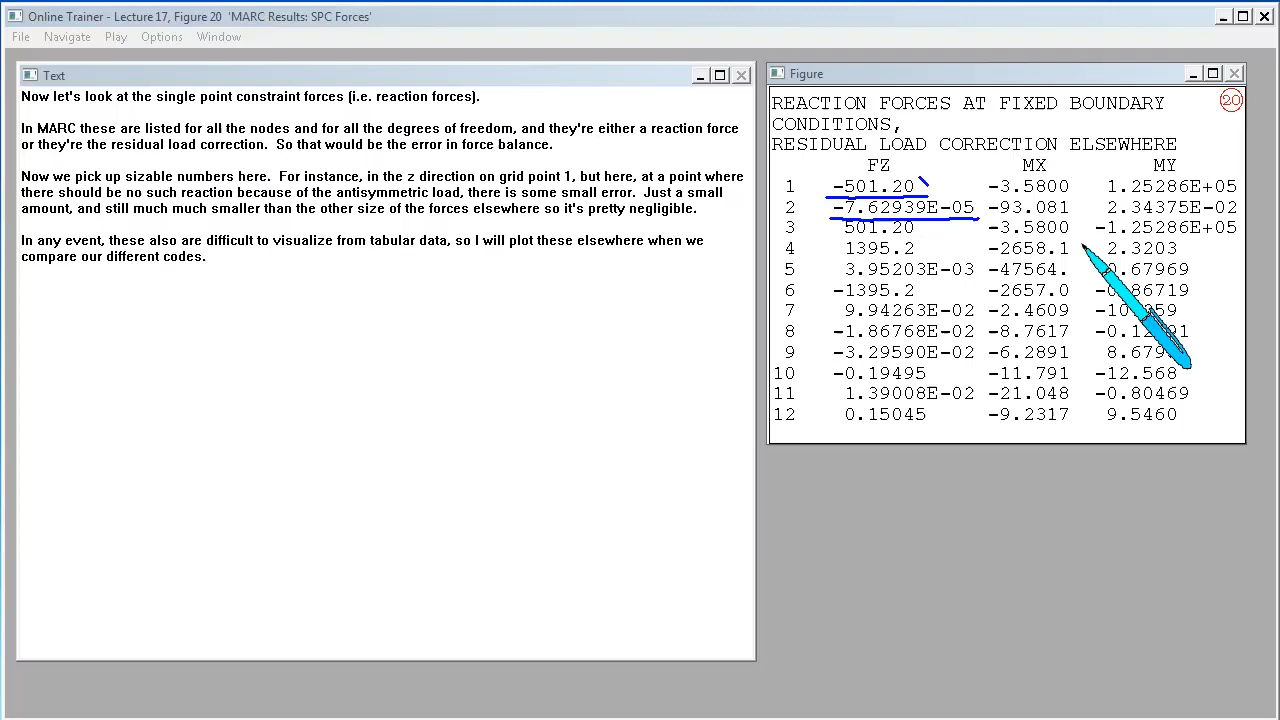 Online Trainer - Lecture 17, Figure 20 'MARC Results: SPC Forces'
File Navigate Play Options Window
Text
Now let's look at the single point constraint forces (i.e. reaction forces).
In MARC these are listed for all the nodes and for all the degrees of freedom, and they're either a reaction force
or they're the residual load correction. So that would be the error in force balance.
Now we pick up sizable numbers here. For instance, in the z direction on grid point 1, but here, at a point where
there should be no such reaction because of the antisymmetric load, there is some small error. Just a small
amount, and still much much smaller than the other size of the forces elsewhere so it's pretty negligible.
In any event, these also are difficult to visualize from tabular data, so I will plot these elsewhere when we
compare our different codes.
Figure
20
REACTION FORCES AT FIXED BOUNDARY
CONDITIONS,
RESIDUAL LOAD CORRECTION ELSEWHERE
FZ MX MY
1 -501.20 -3.5800 1.25286E+05
2 -7.62939E-05 -93.081 2.34375E-02
3 501.20 -3.5800 -1.25286E+05
4 1395.2 -2658.1 2.3203
5 3.95203E-03 -47564. 0.67969
6 -1395.2 -2657.0
7 9.94263E-02 -2.4609
8 -1.86768E-02 -8.7617
9 -3.29590E-02 -6.2891
10 -0.19495 -11.791 -12.568
11 1.39008E-02 -21.048 -0.80469
12 0.15045 -9.2317 9.5460